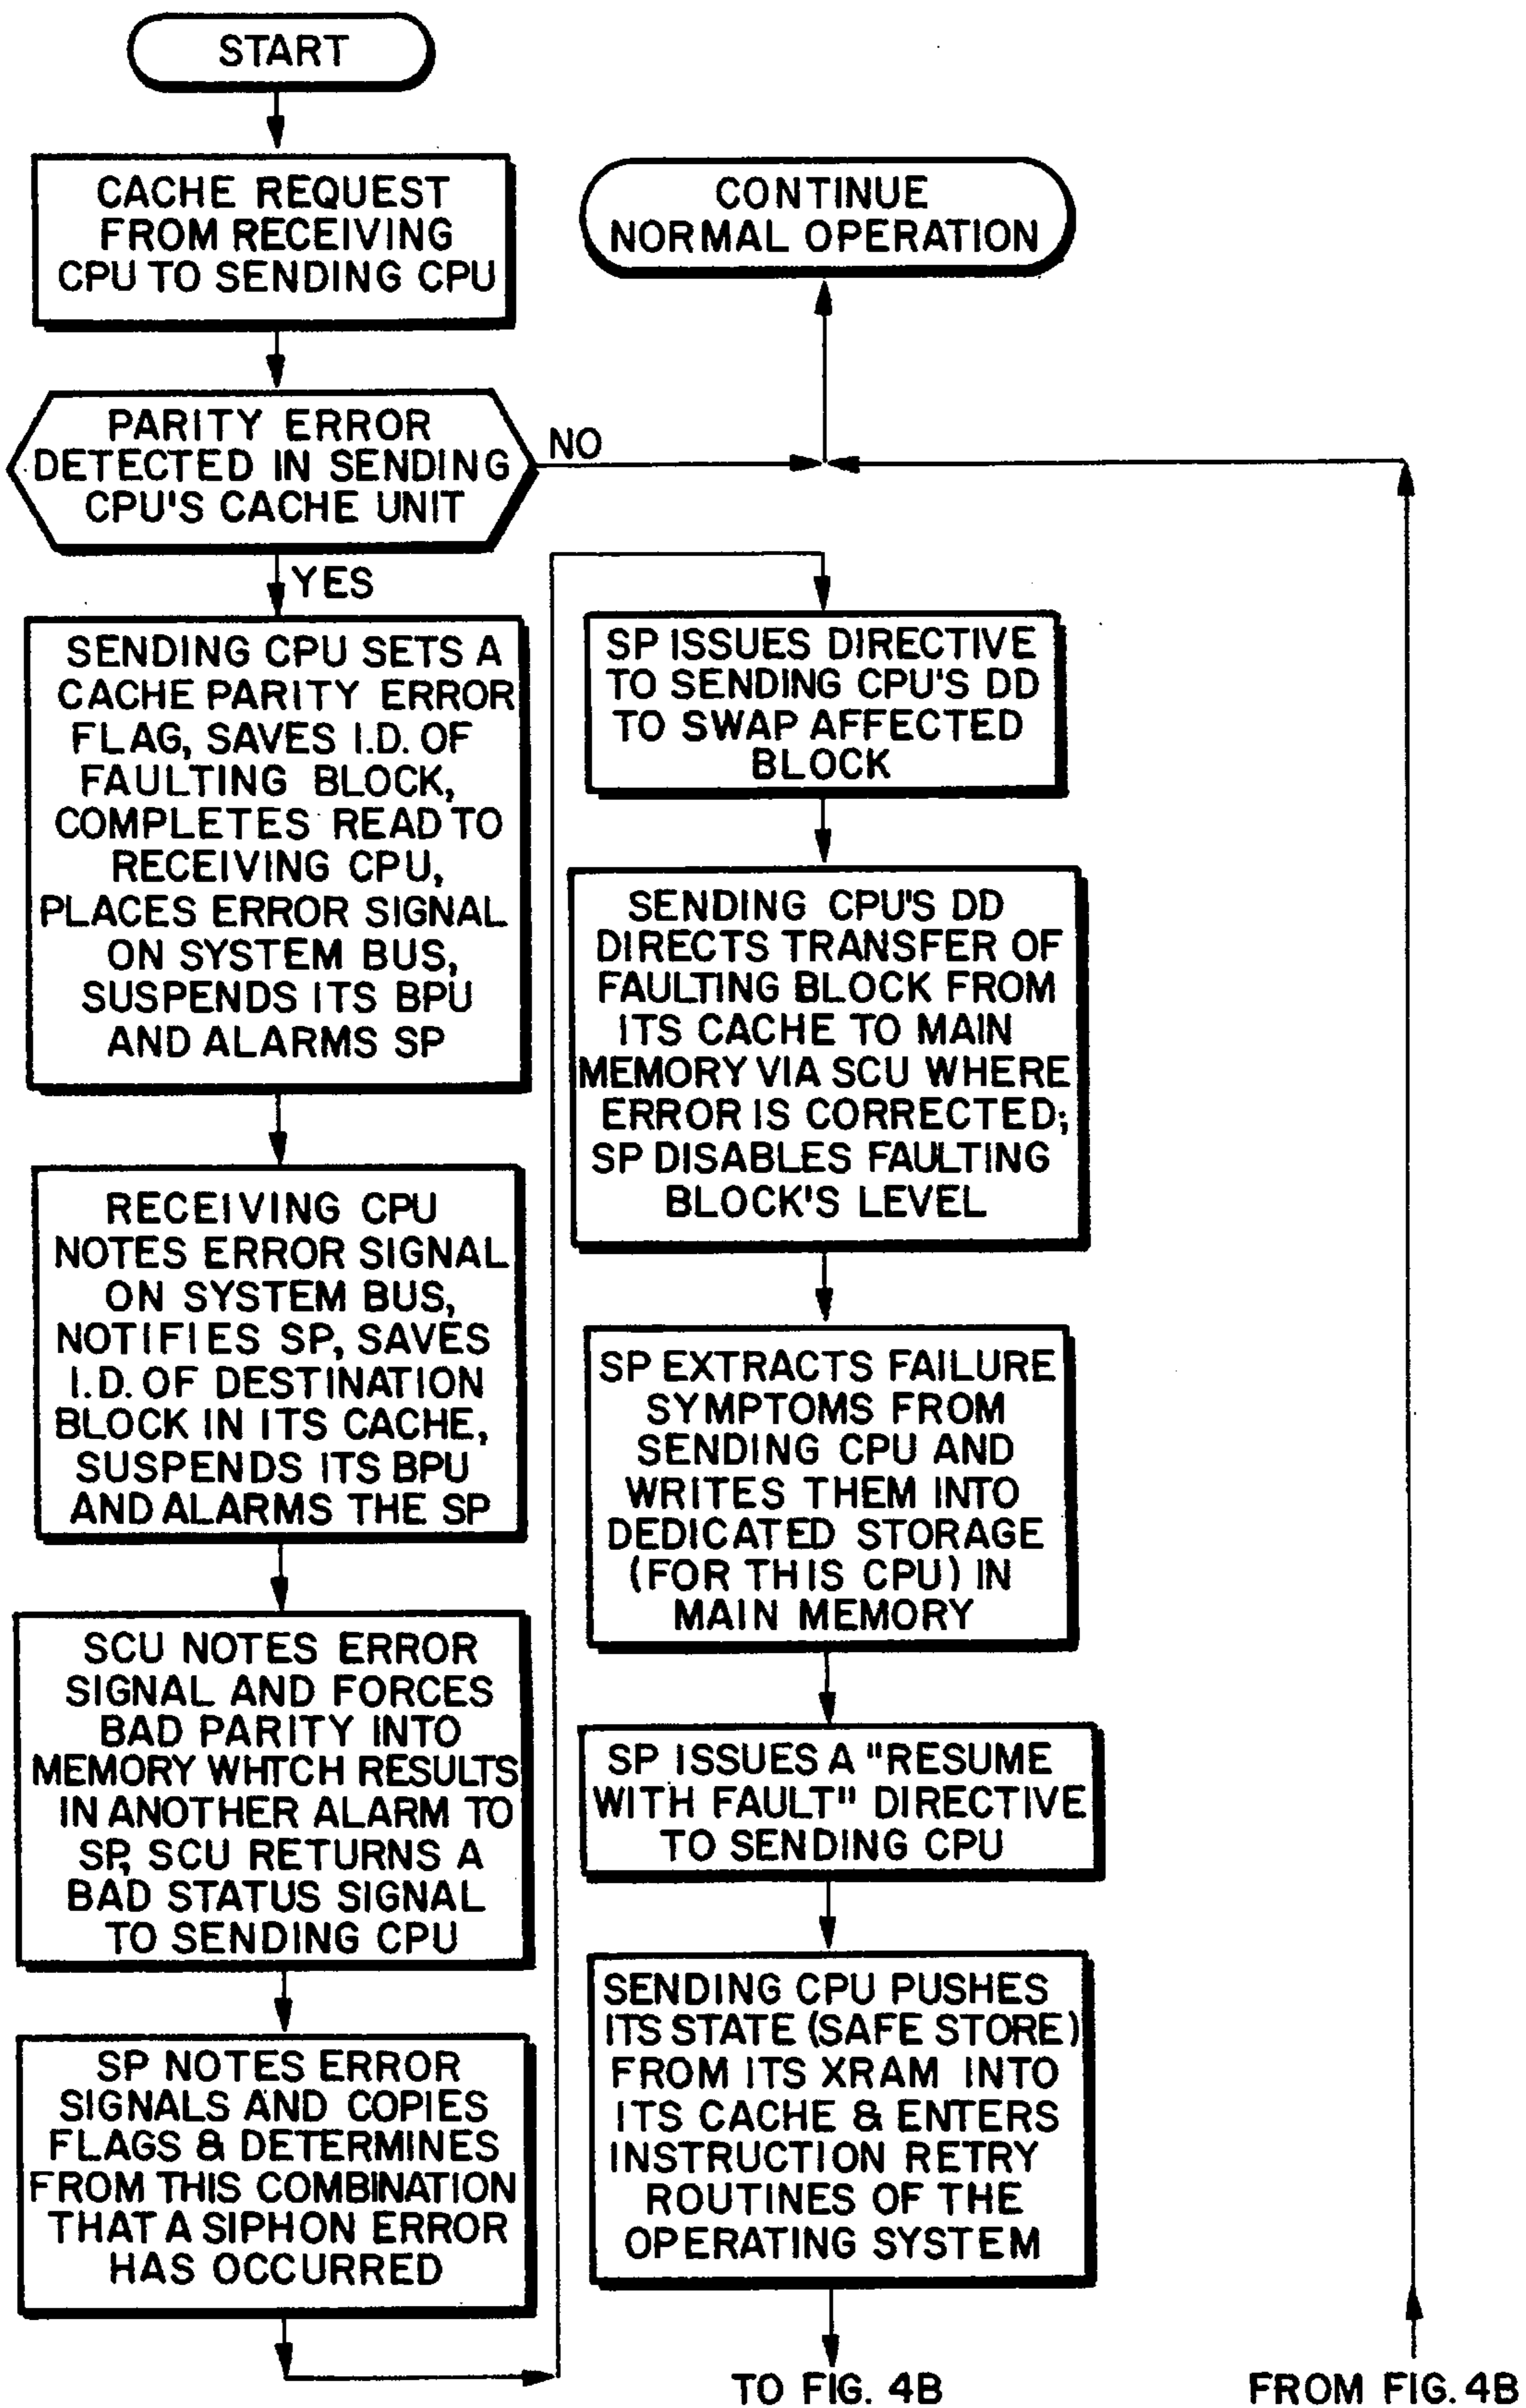 START
CACHE REQUEST
FROM RECEIVING
CPU TO SENDING CPU
PARITY ERROR
DETECTED IN SENDING
CPU'S CACHE UNIT
NO
YES
SENDING CPU SETS A
CACHE PARITY ERROR
FLAG, SAVES I.D. OF
FAULTING BLOCK,
COMPLETES READ TO
RECEIVING CPU,
PLACES ERROR SIGNAL
ON SYSTEM BUS,
SUSPENDS ITS BPU
AND ALARMS SP
RECEIVING CPU
NOTES ERROR SIGNAL
ON SYSTEM BUS,
NOTIFIES SP, SAVES
I.D. OF DESTINATION
BLOCK IN ITS CACHE,
SUSPENDS ITS BPU
AND ALARMS THE SP
SCU NOTES ERROR
SIGNAL AND FORCES
BAD PARITY INTO
MEMORY WHTCH RESULTS
IN ANOTHER ALARM TO
SP, SCU RETURNS A
BAD STATUS SIGNAL
TO SENDING CPU
SP NOTES ERROR
SIGNALS AND COPIES
FLAGS & DETERMINES
FROM THIS COMBINATION
THAT A SIPHON ERROR
HAS OCCURRED
CONTINUE
NORMAL OPERATION
SP ISSUES DIRECTIVE
TO SENDING CPU'S DD
TO SWAP AFFECTED
BLOCK
SENDING CPU'S DD
DIRECTS TRANSFER OF
FAULTING BLOCK FROM
ITS CACHE TO MAIN
MEMORY VIA SCU WHERE
ERROR IS CORRECTED;
SP DISABLES FAULTING
BLOCK'S LEVEL
SP EXTRACTS FAILURE
SYMPTOMS FROM
SENDING CPU AND
WRITES THEM INTO
DEDICATED STORAGE
(FOR THIS CPU) IN
MAIN MEMORY
SP ISSUES A "RESUME
WITH FAULT" DIRECTIVE
TO SENDING CPU
SENDING CPU PUSHES
ITS STATE (SAFE STORE)
FROM ITS XRAM INTO
ITS CACHE & ENTERS
INSTRUCTION RETRY
ROUTINES OF THE
OPERATING SYSTEM
TO FIG. 4B
FROM FIG. 4B